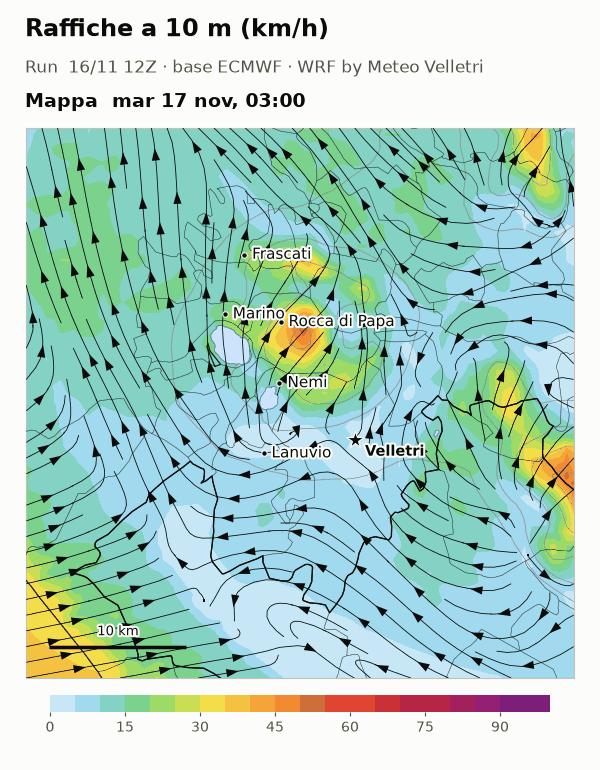 Raffiche a 10 m (km/h)
Run  16/11 12Z · base ECMWF · WRF by Meteo Velletri
Mappa  mar 17 nov, 03:00
Frascati
Marino
Rocca di Papa
Nemi
Velletri
Lanuvio
10 km
0 15 30 45 60 75 90